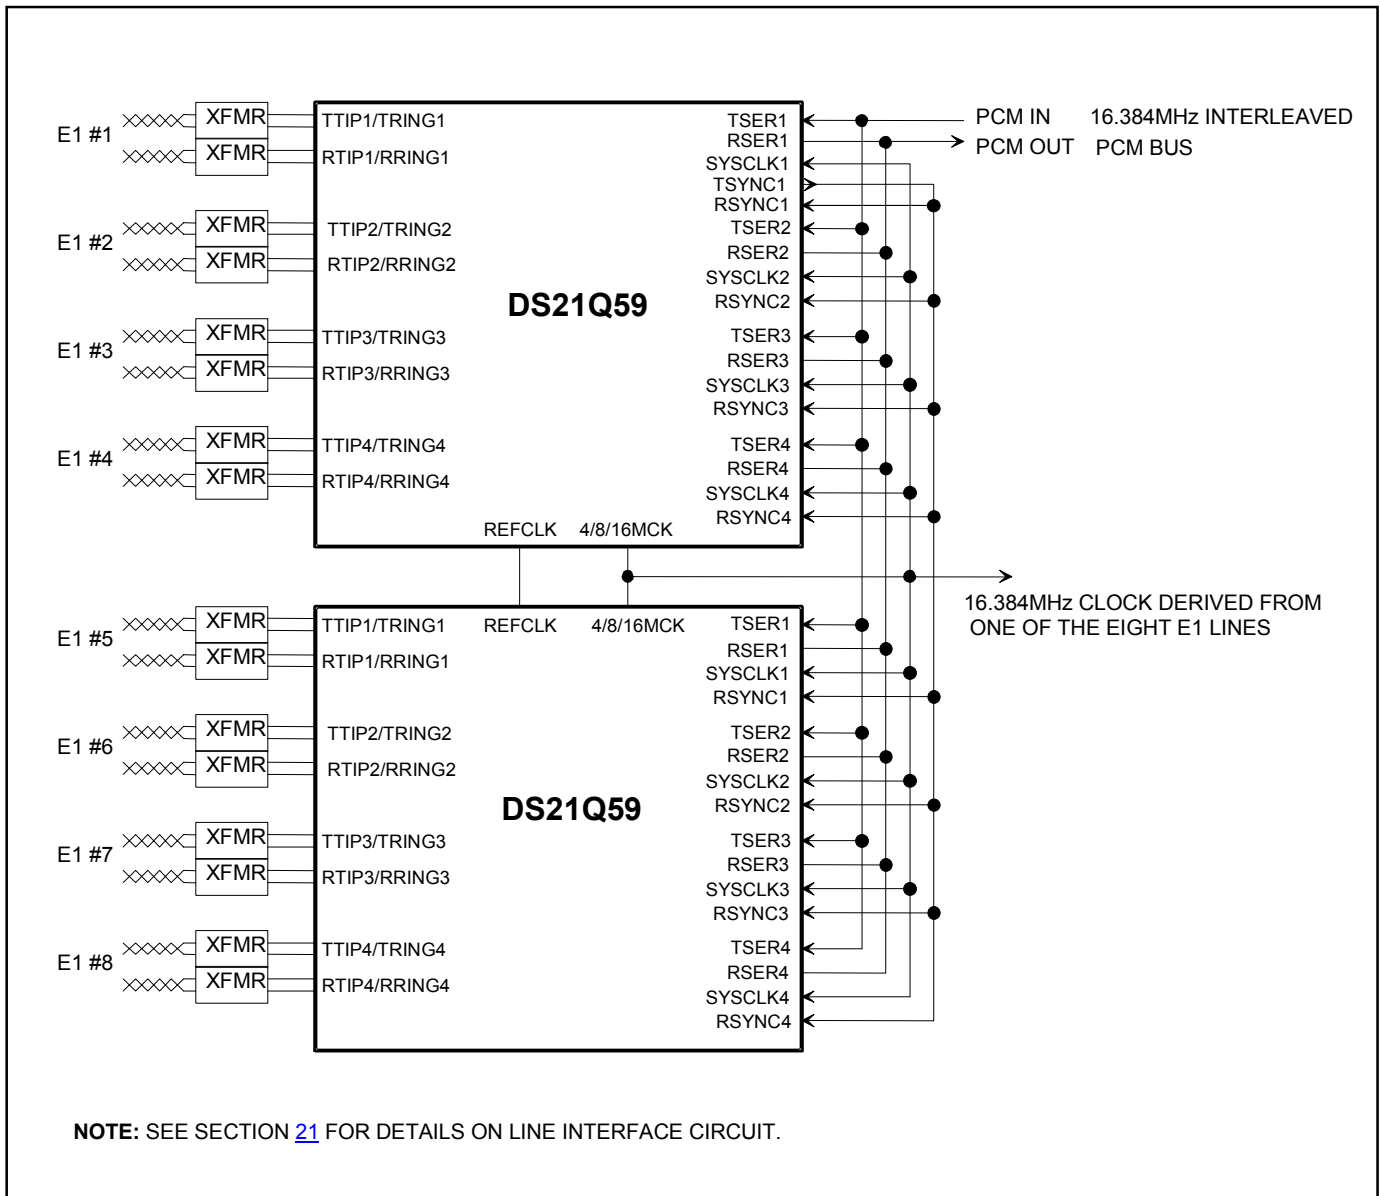 E1 #1
XFMR
XFMR
TTIP1/TRING1
RTIP1/RRING1
E1 #2
XFMR
XFMR
TTIP2/TRING2
RTIP2/RRING2
E1 #3
XFMR
XFMR
TTIP3/TRING3
RTIP3/RRING3
E1 #4
XFMR
XFMR
TTIP4/TRING4
RTIP4/RRING4
DS21Q59
REFCLK 4/8/16MCK
TSER1
RSER1
SYSCLK1
TSYNC1
RSYNC1
TSER2
RSER2
SYSCLK2
RSYNC2
TSER3
RSER3
SYSCLK3
RSYNC3
TSER4
RSER4
SYSCLK4
RSYNC4
PCM IN 16.384MHz INTERLEAVED
PCM OUT PCM BUS
16.384MHz CLOCK DERIVED FROM
ONE OF THE EIGHT E1 LINES
E1 #5
XFMR
XFMR
TTIP1/TRING1
RTIP1/RRING1
E1 #6
XFMR
XFMR
TTIP2/TRING2
RTIP2/RRING2
E1 #7
XFMR
XFMR
TTIP3/TRING3
RTIP3/RRING3
E1 #8
XFMR
XFMR
TTIP4/TRING4
RTIP4/RRING4
REFCLK 4/8/16MCK
DS21Q59
TSER1
RSER1
SYSCLK1
RSYNC1
TSER2
RSER2
SYSCLK2
RSYNC2
TSER3
RSER3
SYSCLK3
RSYNC3
TSER4
RSER4
SYSCLK4
RSYNC4
NOTE: SEE SECTION 21 FOR DETAILS ON LINE INTERFACE CIRCUIT.